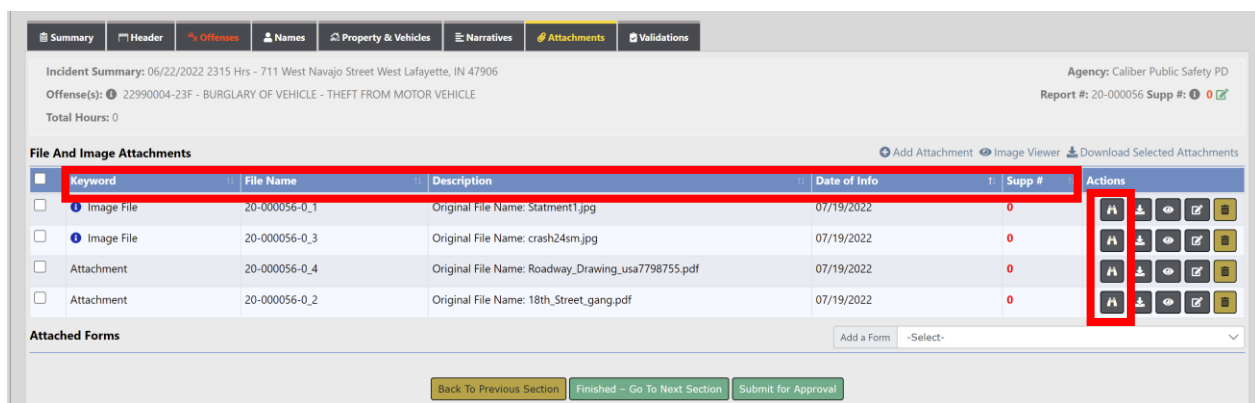 Summary Header Offenses Names Property & Vehicles Narratives Attachments Validations
Incident Summary: 06/22/2022 2315 Hrs - 711 West Navajo Street West Lafayette, IN 47906 Agency: Caliber Public Safety PD
Offense(s): 22990004-23F - BURGLARY OF VEHICLE - THEFT FROM MOTOR VEHICLE Report #: 20-000056 Supp #: 0
Total Hours: 0
File And Image Attachments Add Attachment Image Viewer Download Selected Attachments
Keyword File Name Description Date of Info Supp # Actions
Image File 20-000056-0_1 Original File Name: Statment1.jpg 07/19/2022 0
Image File 20-000056-0_3 Original File Name: crash24sm.jpg 07/19/2022 0
Attachment 20-000056-0_4 Original File Name: Roadway_Drawing_usa7798755.pdf 07/19/2022 0
Attachment 20-000056-0_2 Original File Name: 18th_Street_gang.pdf 07/19/2022 0
Attached Forms Add a Form -Select-
Back To Previous Section Finished – Go To Next Section Submit for Approval